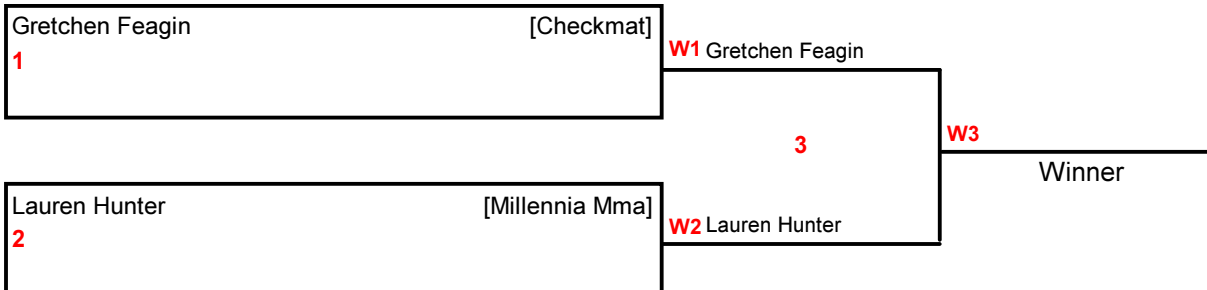 Gretchen Feagin [Checkmat]
1
W1 Gretchen Feagin
3
W3
Winner
Lauren Hunter [Millennia Mma]
2
W2 Lauren Hunter